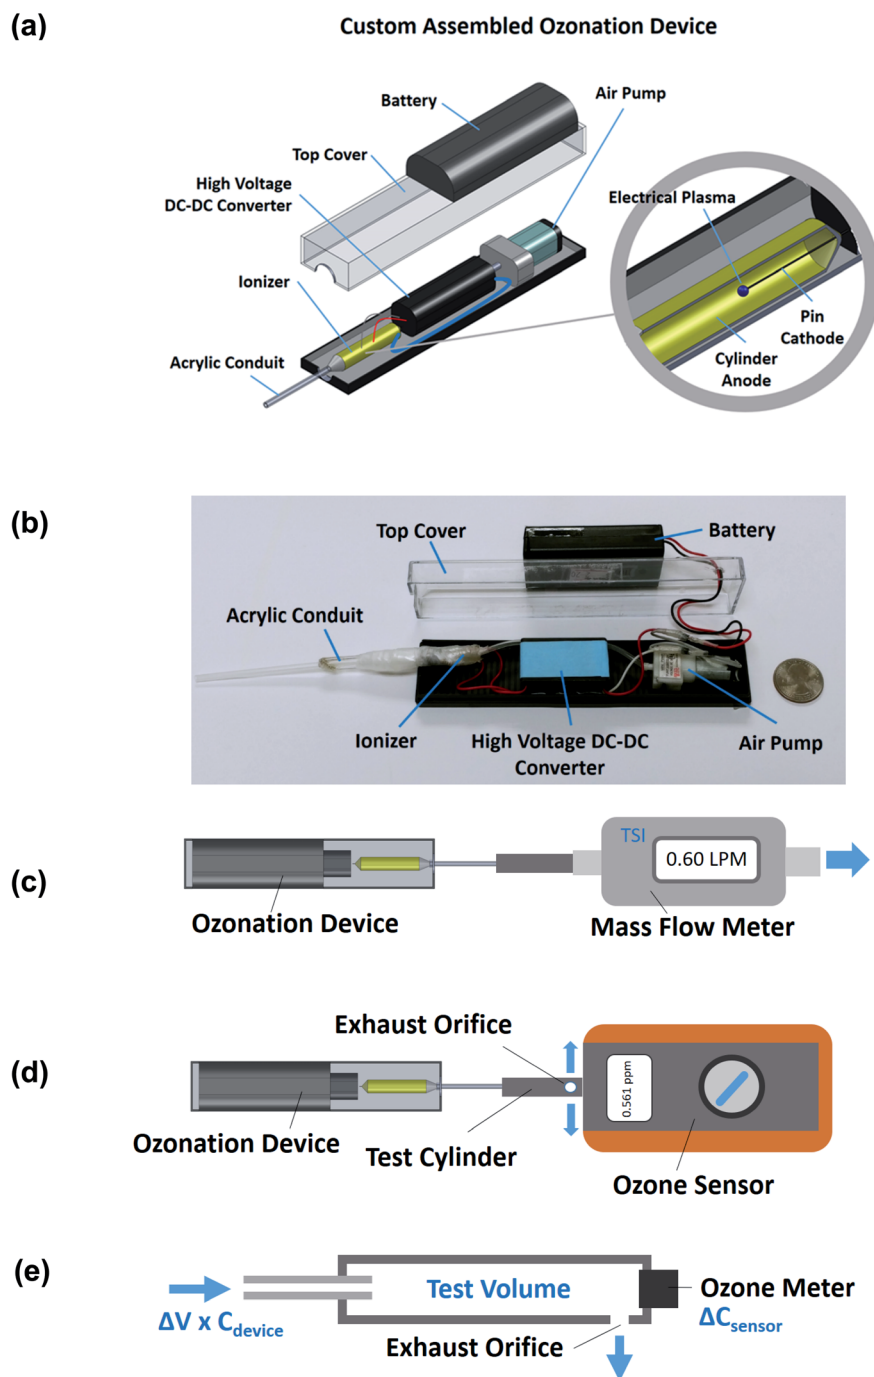 (a)
Custom Assembled Ozonation Device
Battery
Air Pump
Top Cover
High Voltage
DC-DC Converter
Electrical Plasma
Ionizer
Pin
Cathode
Cylinder
Anode
Acrylic Conduit
(b)
Top Cover
Battery
Acrylic Conduit
Ionizer
High Voltage DC-DC
Converter
Air Pump
(c)
TSI
0.60 LPM
Ozonation Device
Mass Flow Meter
(d)
Exhaust Orifice
0.561 ppm
Ozonation Device
Test Cylinder
Ozone Sensor
(e)
Test Volume
Ozone Meter
ΔV x Cdevice
ΔCsensor
Exhaust Orifice